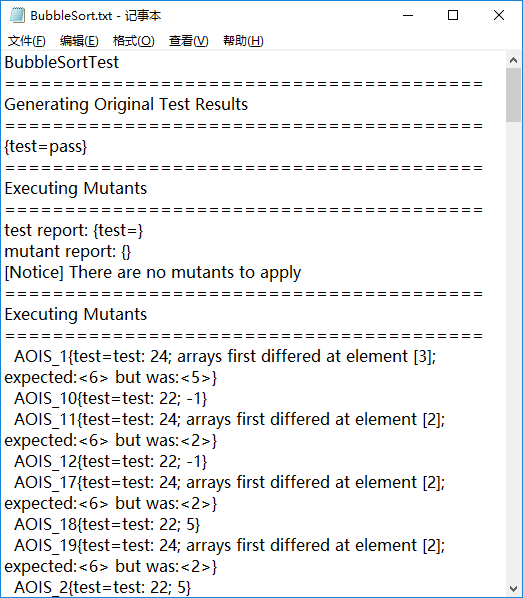 BubbleSort.txt - 记事本
文件(F) 编辑(E) 格式(O) 查看(V) 帮助(H)
BubbleSortTest
========================================
Generating Original Test Results
========================================
{test=pass}
========================================
Executing Mutants
========================================
test report: {test=}
mutant report: {}
[Notice] There are no mutants to apply
========================================
Executing Mutants
========================================
AOIS_1{test=test: 24; arrays first differed at element [3];
expected:<6> but was:<5>}
AOIS_10{test=test: 22; -1}
AOIS_11{test=test: 24; arrays first differed at element [2];
expected:<6> but was:<2>}
AOIS_12{test=test: 22; -1}
AOIS_17{test=test: 24; arrays first differed at element [2];
expected:<6> but was:<2>}
AOIS_18{test=test: 22; 5}
AOIS_19{test=test: 24; arrays first differed at element [2];
expected:<6> but was:<2>}
AOIS_2{test=test: 22; 5}